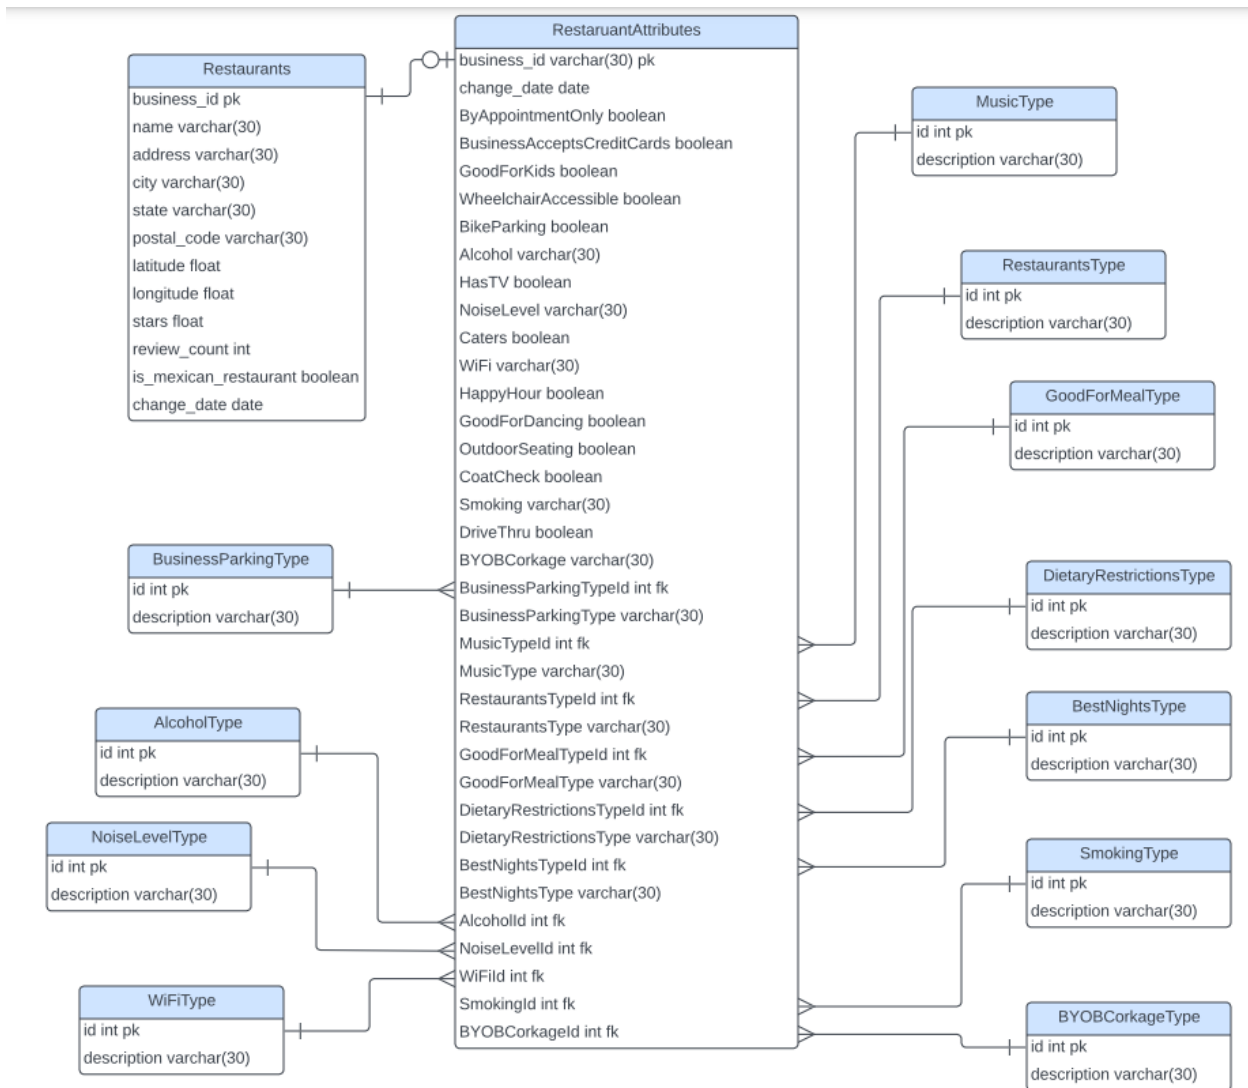 RestaruantAttributes
business_id varchar(30) pk
change_date date
ByAppointmentOnly boolean
BusinessAcceptsCreditCards boolean
GoodForKids boolean
WheelchairAccessible boolean
BikeParking boolean
Alcohol varchar(30)
HasTV boolean
NoiseLevel varchar(30)
Caters boolean
WiFi varchar(30)
HappyHour boolean
GoodForDancing boolean
OutdoorSeating boolean
CoatCheck boolean
Smoking varchar(30)
DriveThru boolean
BYOBCorkage varchar(30)
BusinessParkingTypeId int fk
BusinessParkingType varchar(30)
MusicTypeId int fk
MusicType varchar(30)
RestaurantsTypeId int fk
RestaurantsType varchar(30)
GoodForMealTypeId int fk
GoodForMealType varchar(30)
DietaryRestrictionsTypeId int fk
DietaryRestrictionsType varchar(30)
BestNightsTypeId int fk
BestNightsType varchar(30)
AlcoholId int fk
NoiseLevelId int fk
WiFiId int fk
SmokingId int fk
BYOBCorkageId int fk
Restaurants
business_id pk
name varchar(30)
address varchar(30)
city varchar(30)
state varchar(30)
postal_code varchar(30)
latitude float
longitude float
stars float
review_count int
is_mexican_restaurant boolean
change_date date
BusinessParkingType
id int pk
description varchar(30)
AlcoholType
id int pk
description varchar(30)
NoiseLevelType
id int pk
description varchar(30)
WiFiType
id int pk
description varchar(30)
MusicType
id int pk
description varchar(30)
RestaurantsType
id int pk
description varchar(30)
GoodForMealType
id int pk
description varchar(30)
DietaryRestrictionsType
id int pk
description varchar(30)
BestNightsType
id int pk
description varchar(30)
SmokingType
id int pk
description varchar(30)
BYOBCorkageType
id int pk
description varchar(30)